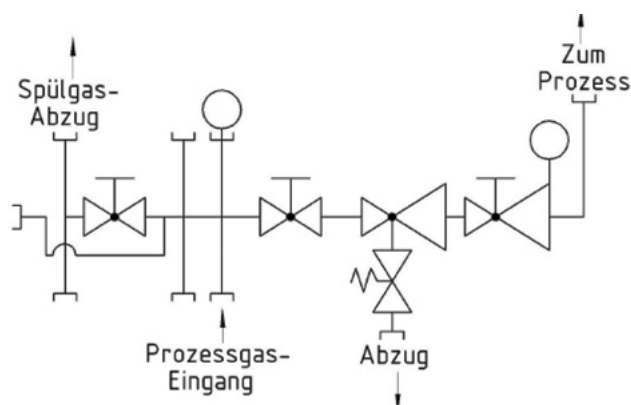 Spülgas-
Abzug
Zum
Prozess
Prozessgas-
Eingang
Abzug